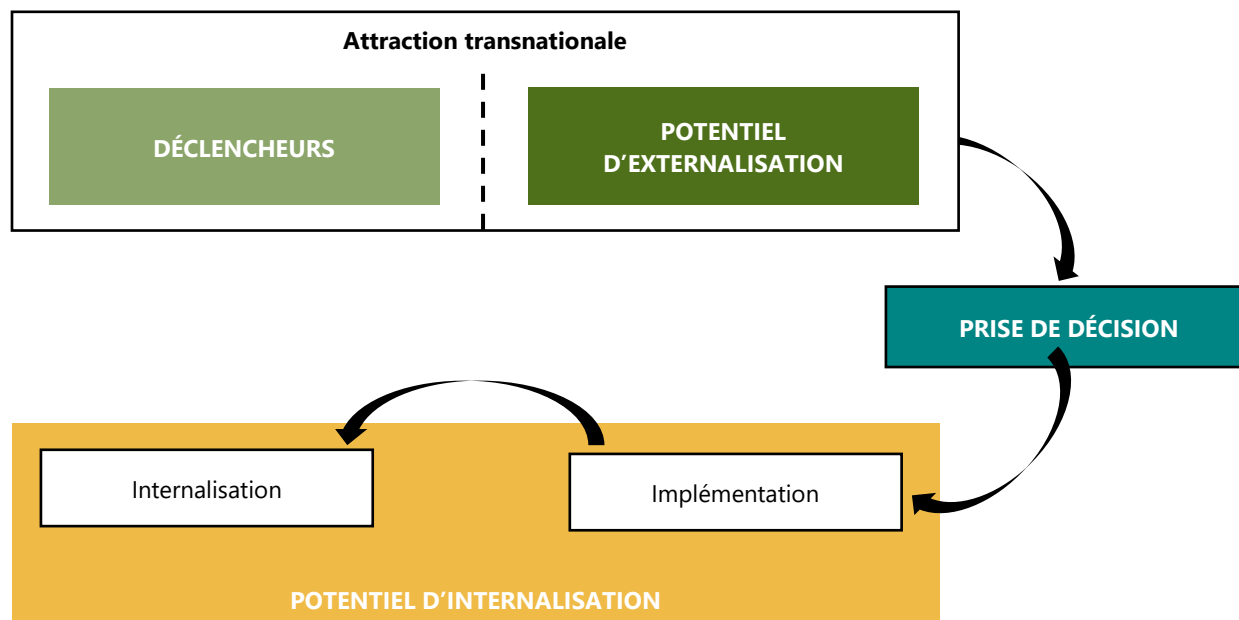 Attraction transnationale
DÉCLENCHEURS
POTENTIEL
D’EXTERNALISATION
PRISE DE DÉCISION
Internalisation
Implémentation
POTENTIEL D’INTERNALISATION